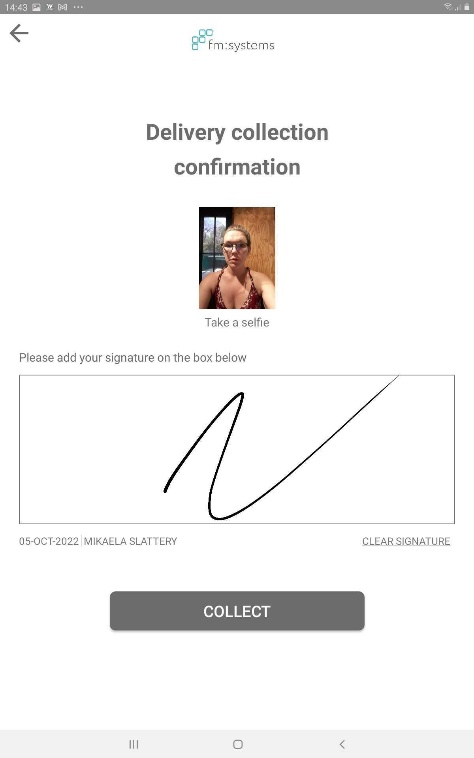 14:43
fm:systems
Delivery collection
confirmation
Take a selfie
Please add your signature on the box below
05-OCT-2022 MIKAELA SLATTERY
CLEAR SIGNATURE
COLLECT